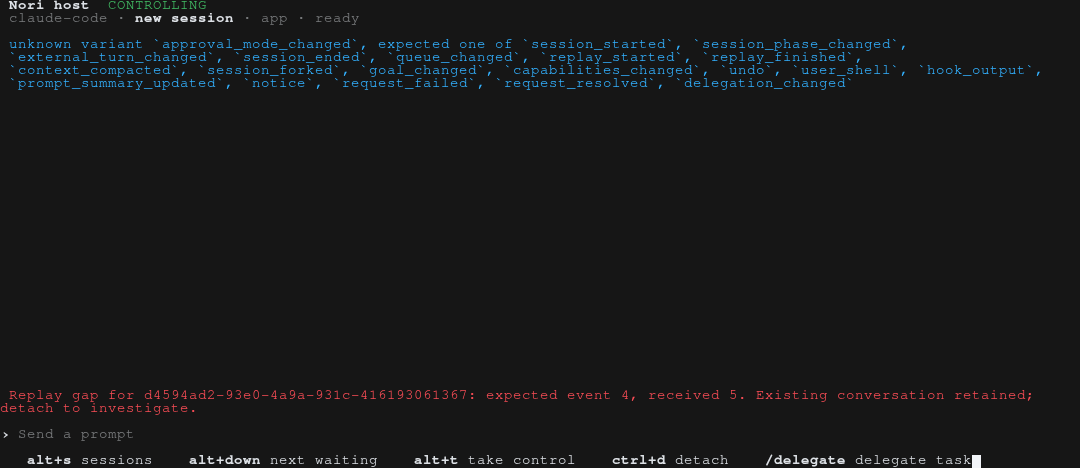 Nori host CONTROLLING
claude-code · new session · app · ready
unknown variant `approval_mode_changed`, expected one of `session_started`, `session_phase_changed`,
`external_turn_changed`, `session_ended`, `queue_changed`, `replay_started`, `replay_finished`,
`context_compacted`, `session_forked`, `goal_changed`, `capabilities_changed`, `undo`, `user_shell`, `hook_output`,
`prompt_summary_updated`, `notice`, `request_failed`, `request_resolved`, `delegation_changed`
Replay gap for d4594ad2-93e0-4a9a-931c-416193061367: expected event 4, received 5. Existing conversation retained;
detach to investigate.
› Send a prompt
alt+s sessions alt+down next waiting alt+t take control ctrl+d detach /delegate delegate task